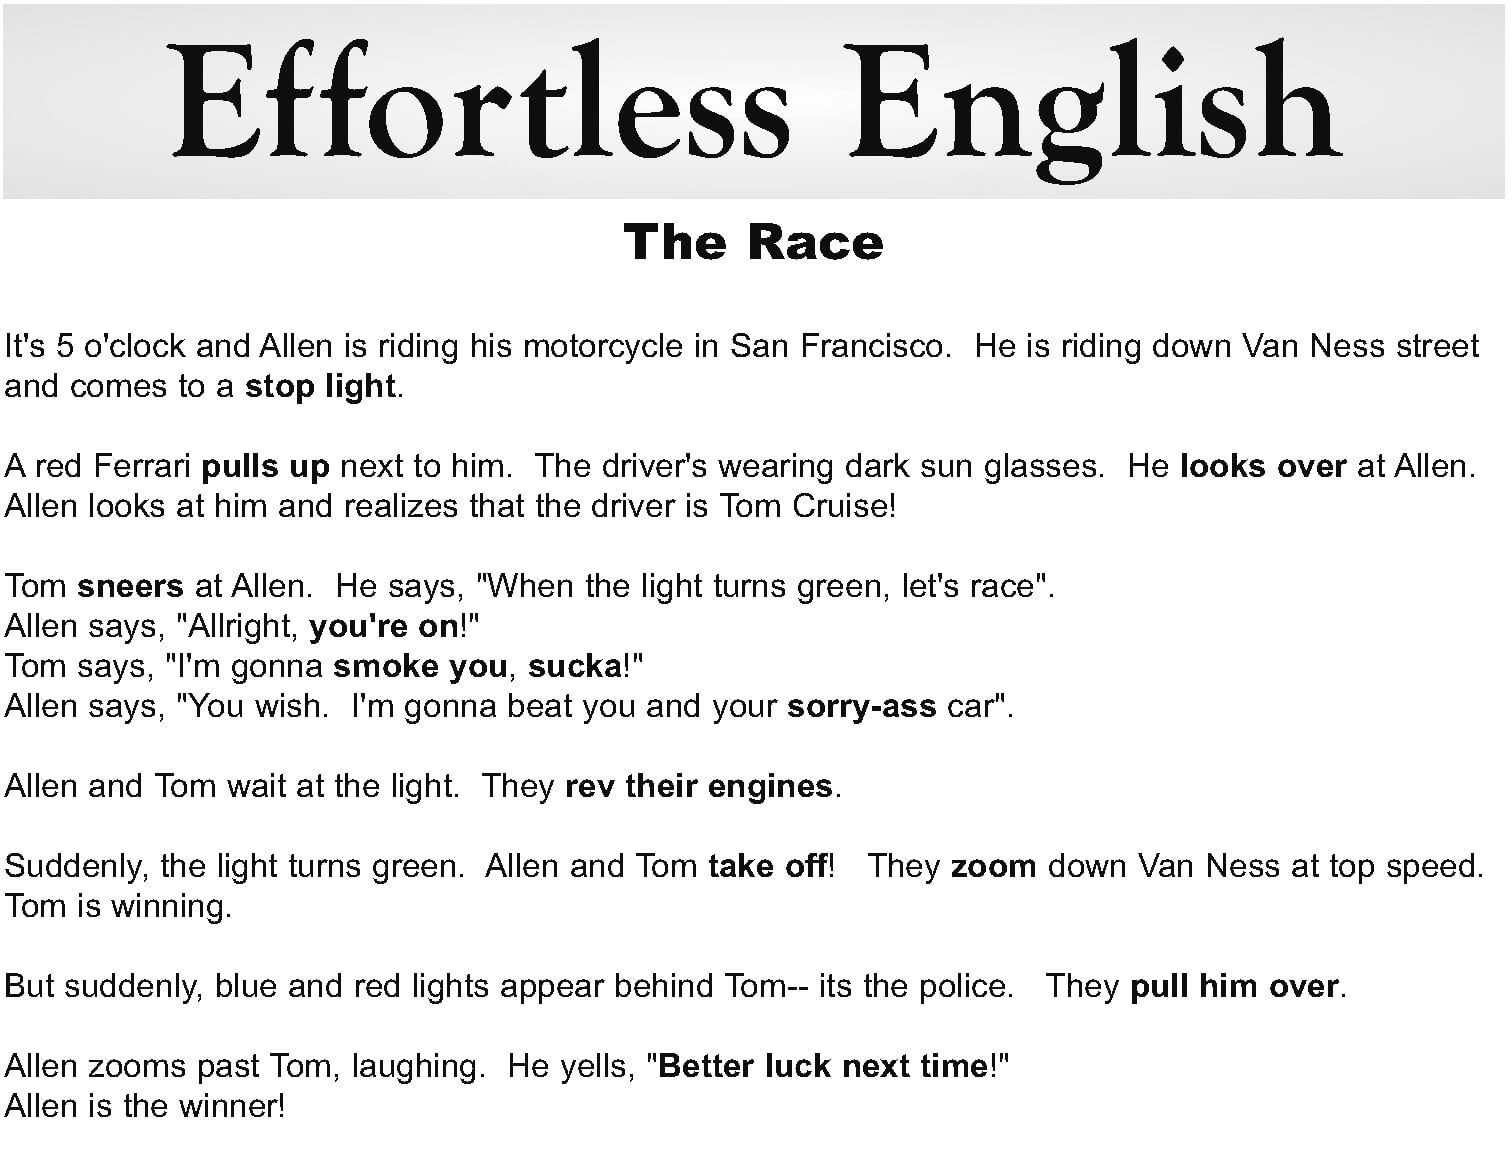 Effortless English
The Race
It's 5 o'clock and Allen is riding his motorcycle in San Francisco.  He is riding down Van Ness street
and comes to a stop light.
A red Ferrari pulls up next to him.  The driver's wearing dark sun glasses.  He looks over at Allen.
Allen looks at him and realizes that the driver is Tom Cruise!
Tom sneers at Allen.  He says, "When the light turns green, let's race".
Allen says, "Allright, you're on!"
Tom says, "I'm gonna smoke you, sucka!"
Allen says, "You wish.  I'm gonna beat you and your sorry-ass car".
Allen and Tom wait at the light.  They rev their engines.
Suddenly, the light turns green.  Allen and Tom take off!   They zoom down Van Ness at top speed.
Tom is winning.
But suddenly, blue and red lights appear behind Tom-- its the police.   They pull him over.
Allen zooms past Tom, laughing.  He yells, "Better luck next time!"
Allen is the winner!